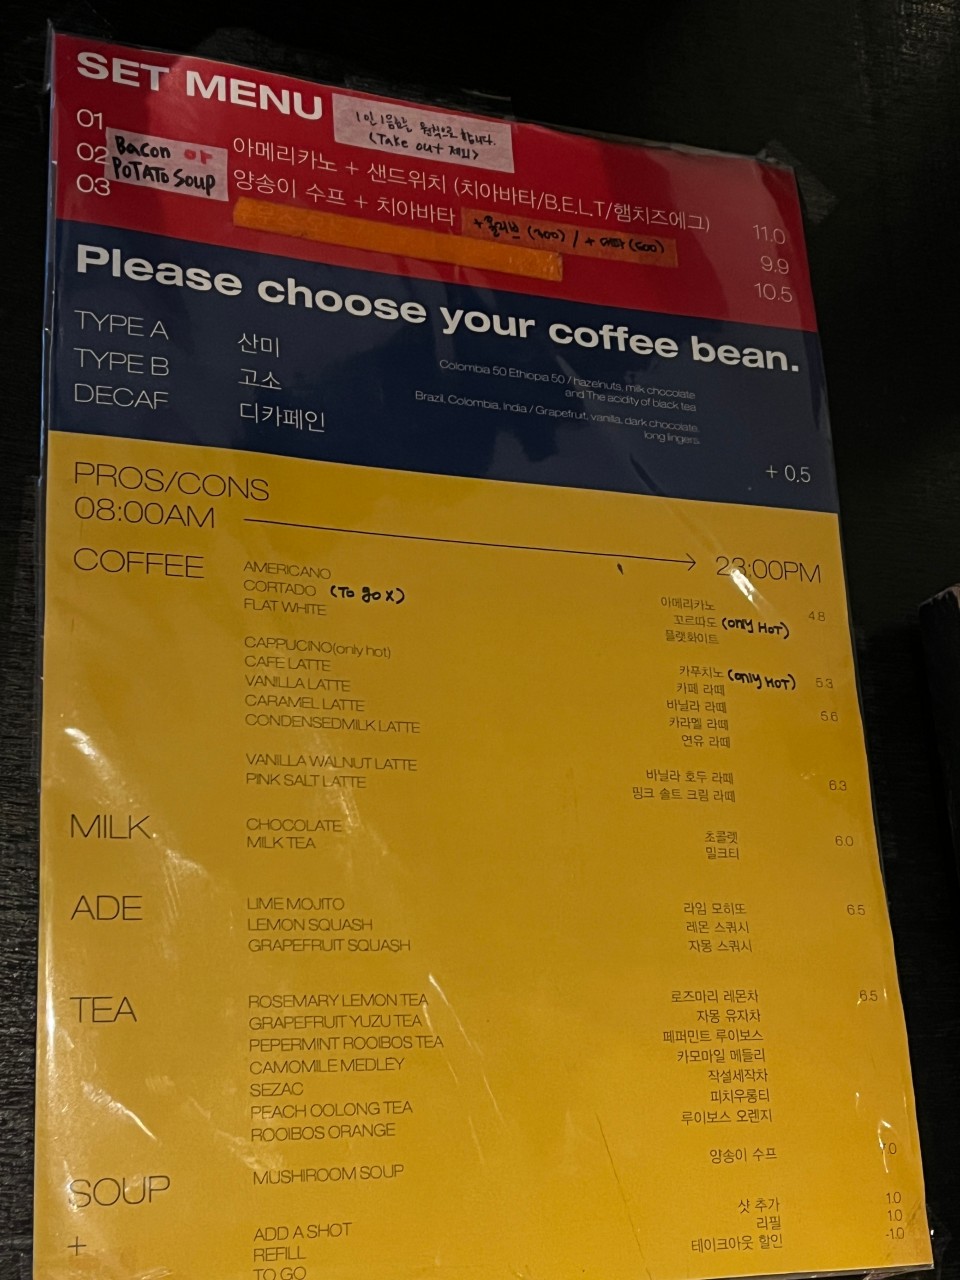 SET MENU
1인 1음료를 원칙으로 합니다.
(Take out 제외)
01
02
03
Bacon or
POTATO SOUP
아메리카노 + 샌드위치 (치아바타/B.E.L.T/햄치즈에그)
양송이 수프 + 치아바타
+올리브 (300) / + (600)
11.0
9.9
10.5
Please choose your coffee bean.
TYPE A 산미
Colombia 50 Ethiopia 50 / hazelnuts, milk chocolate
and The acidity of black tea
TYPE B 고소
Brazil, Colombia, India / Grapefruit, vanilla, dark chocolate,
long lingers
DECAF 디카페인 + 0.5
PROS/CONS
08:00AM 23:00PM
COFFEE
AMERICANO 아메리카노 4.8
CORTADO (To go X) 꼬르따도 (only HOT)
FLAT WHITE 플랫화이트
CAPPUCINO(only hot) 카푸치노 (only HOT) 5.3
CAFE LATTE 카페 라떼
VANILLA LATTE 바닐라 라떼 5.6
CARAMEL LATTE 카라멜 라떼
CONDENSEDMILK LATTE 연유 라떼
VANILLA WALNUT LATTE 바닐라 호두 라떼 6.3
PINK SALT LATTE 핑크 솔트 크림 라떼
MILK
CHOCOLATE 초콜렛 6.0
MILK TEA 밀크티
ADE
LIME MOJITO 라임 모히또 6.5
LEMON SQUASH 레몬 스쿼시
GRAPEFRUIT SQUASH 자몽 스쿼시
TEA
ROSEMARY LEMON TEA 로즈마리 레몬차 6.5
GRAPEFRUIT YUZU TEA 자몽 유자차
PEPERMINT ROOIBOS TEA 페퍼민트 루이보스
CAMOMILE MEDLEY 카모마일 메들리
SEZAC 작설세작차
PEACH OOLONG TEA 피치우롱티
ROOIBOS ORANGE 루이보스 오렌지
SOUP
MUSHIROOM SOUP 양송이 수프 7.0
+
ADD A SHOT 샷 추가 1.0
REFILL 리필 1.0
TO GO 테이크아웃 할인 -1.0